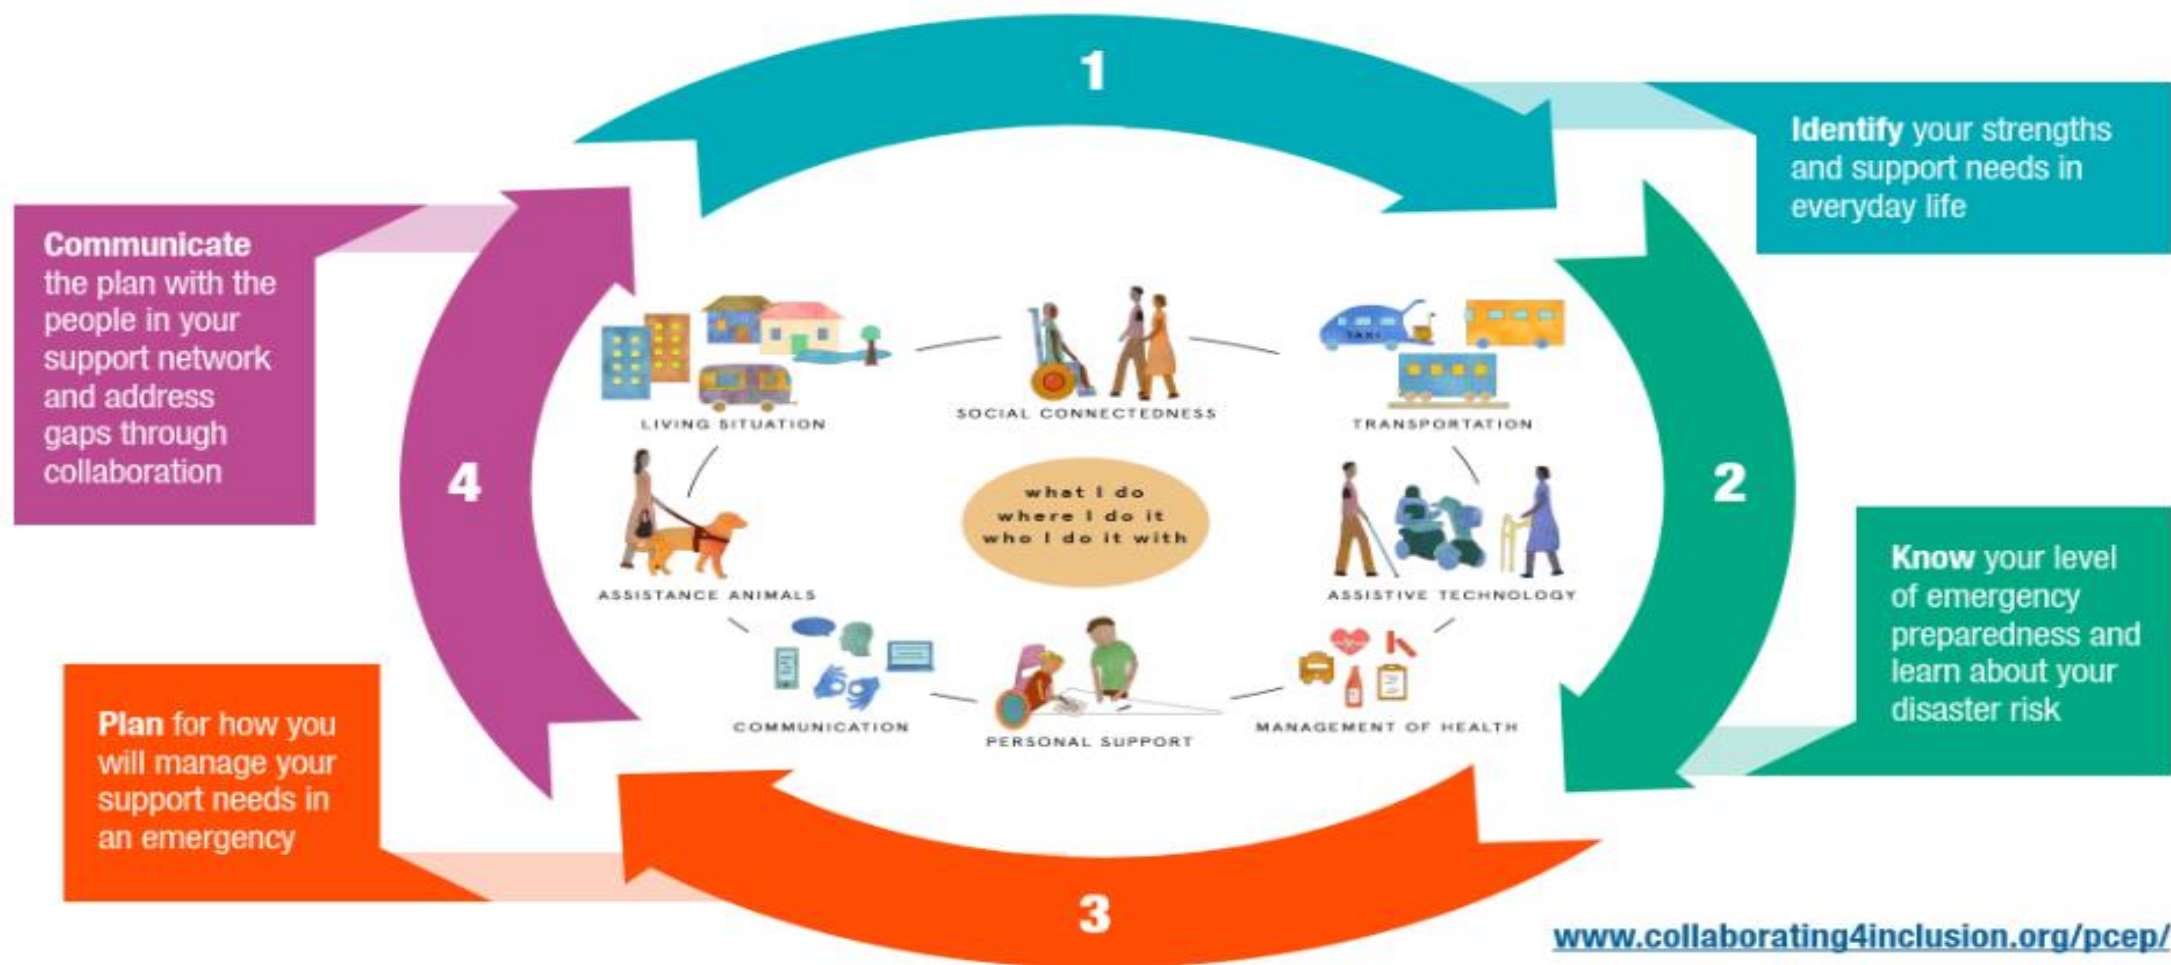 1
Identify your strengths
and support needs in
everyday life
2
Know your level
of emergency
preparedness and
learn about your
disaster risk
3
Plan for how you
will manage your
support needs in
an emergency
4
Communicate
the plan with the
people in your
support network
and address
gaps through
collaboration
LIVING SITUATION
SOCIAL CONNECTEDNESS
TAXI
TRANSPORTATION
what I do
where I do it
who I do it with
ASSISTANCE ANIMALS
ASSISTIVE TECHNOLOGY
COMMUNICATION
PERSONAL SUPPORT
MANAGEMENT OF HEALTH
www.collaborating4inclusion.org/pcep/